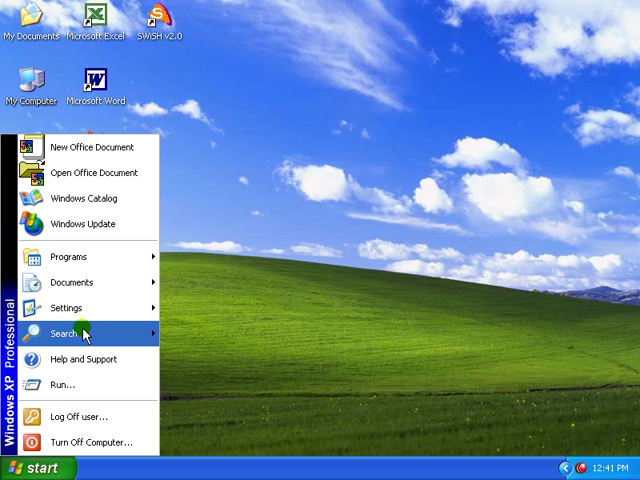 My Documents
Microsoft Excel
SWiSH v2.0
My Computer
Microsoft Word
New Office Document
Open Office Document
Windows Catalog
Windows Update
Programs
Documents
Settings
Search
Help and Support
Run...
Log Off user...
Turn Off Computer...
Windows XP Professional
start
12:41 PM